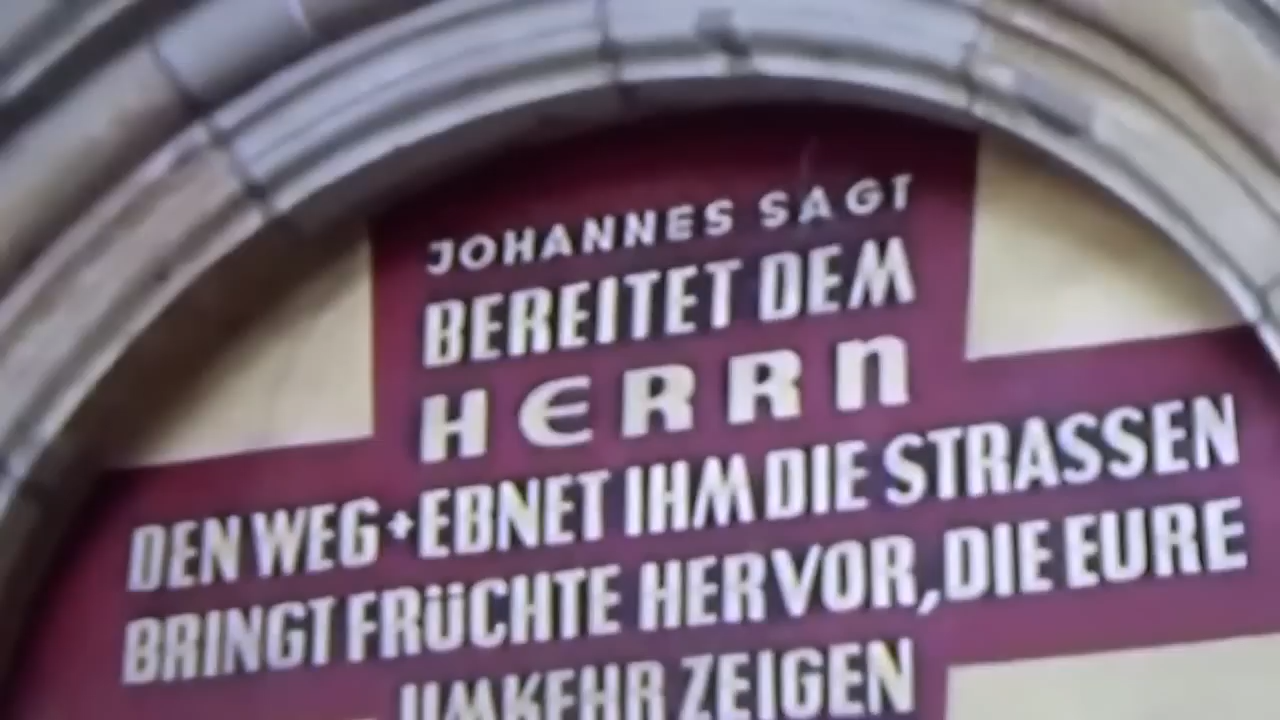 JOHANNES SAGT
BEREITET DEM
HERRN
DEN WEG + EBNET IHM DIE STRASSEN
BRINGT FRÜCHTE HERVOR, DIE EURE
UMKEHR ZEIGEN